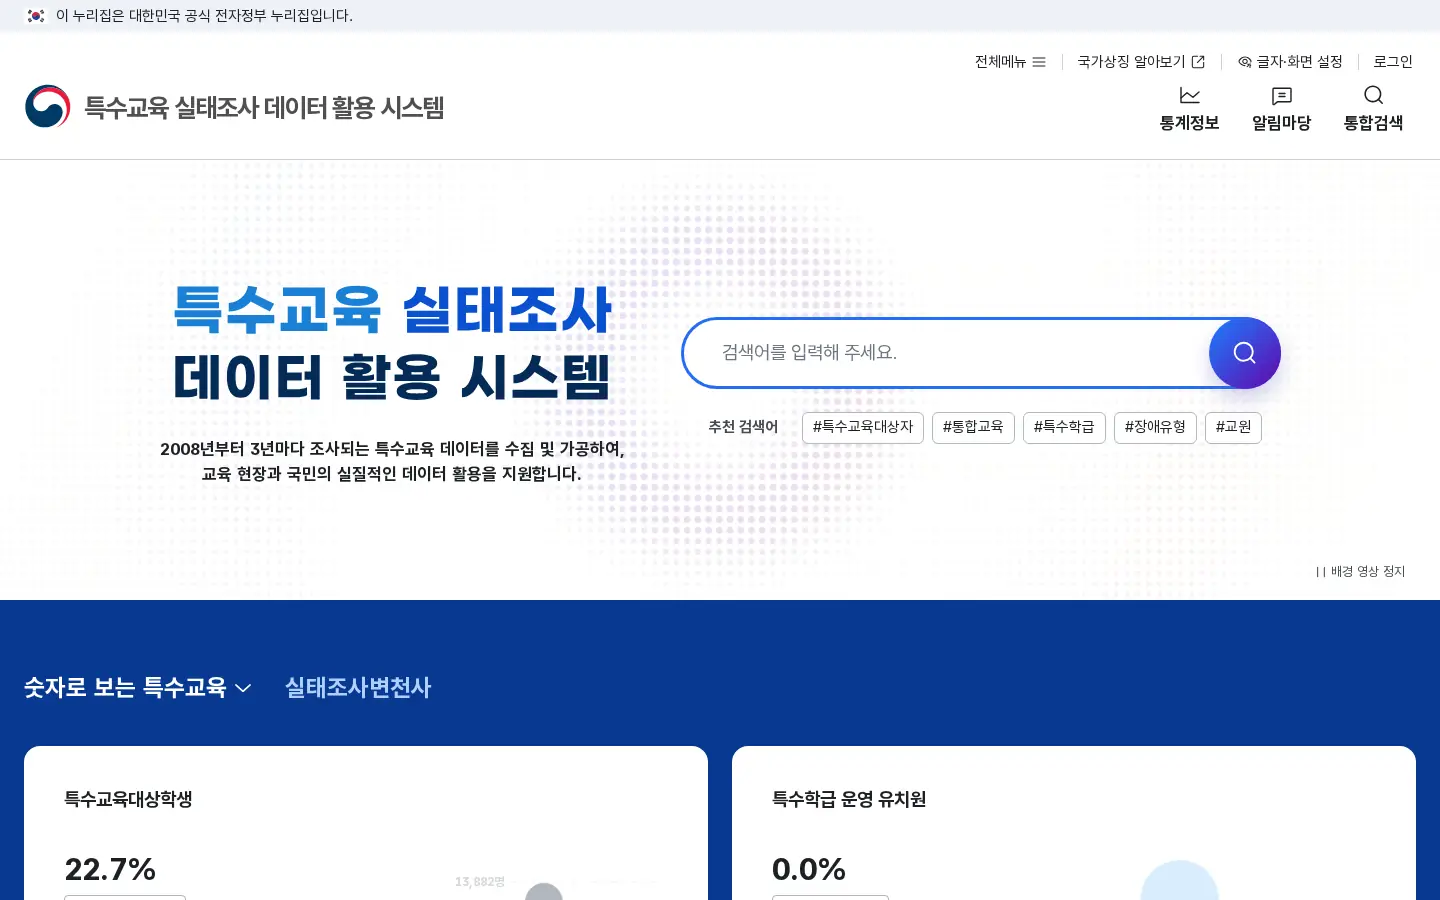 이 누리집은 대한민국 공식 전자정부 누리집입니다.
전체메뉴
국가상징 알아보기
글자·화면 설정
로그인
특수교육 실태조사 데이터 활용 시스템
통계정보
알림마당
통합검색
특수교육 실태조사
데이터 활용 시스템
2008년부터 3년마다 조사되는 특수교육 데이터를 수집 및 가공하여,
교육 현장과 국민의 실질적인 데이터 활용을 지원합니다.
검색어를 입력해 주세요.
추천 검색어 #특수교육대상자 #통합교육 #특수학급 #장애유형 #교원
배경 영상 정지
숫자로 보는 특수교육
실태조사변천사
특수교육대상학생
22.7%
13,882명
특수학급 운영 유치원
0.0%